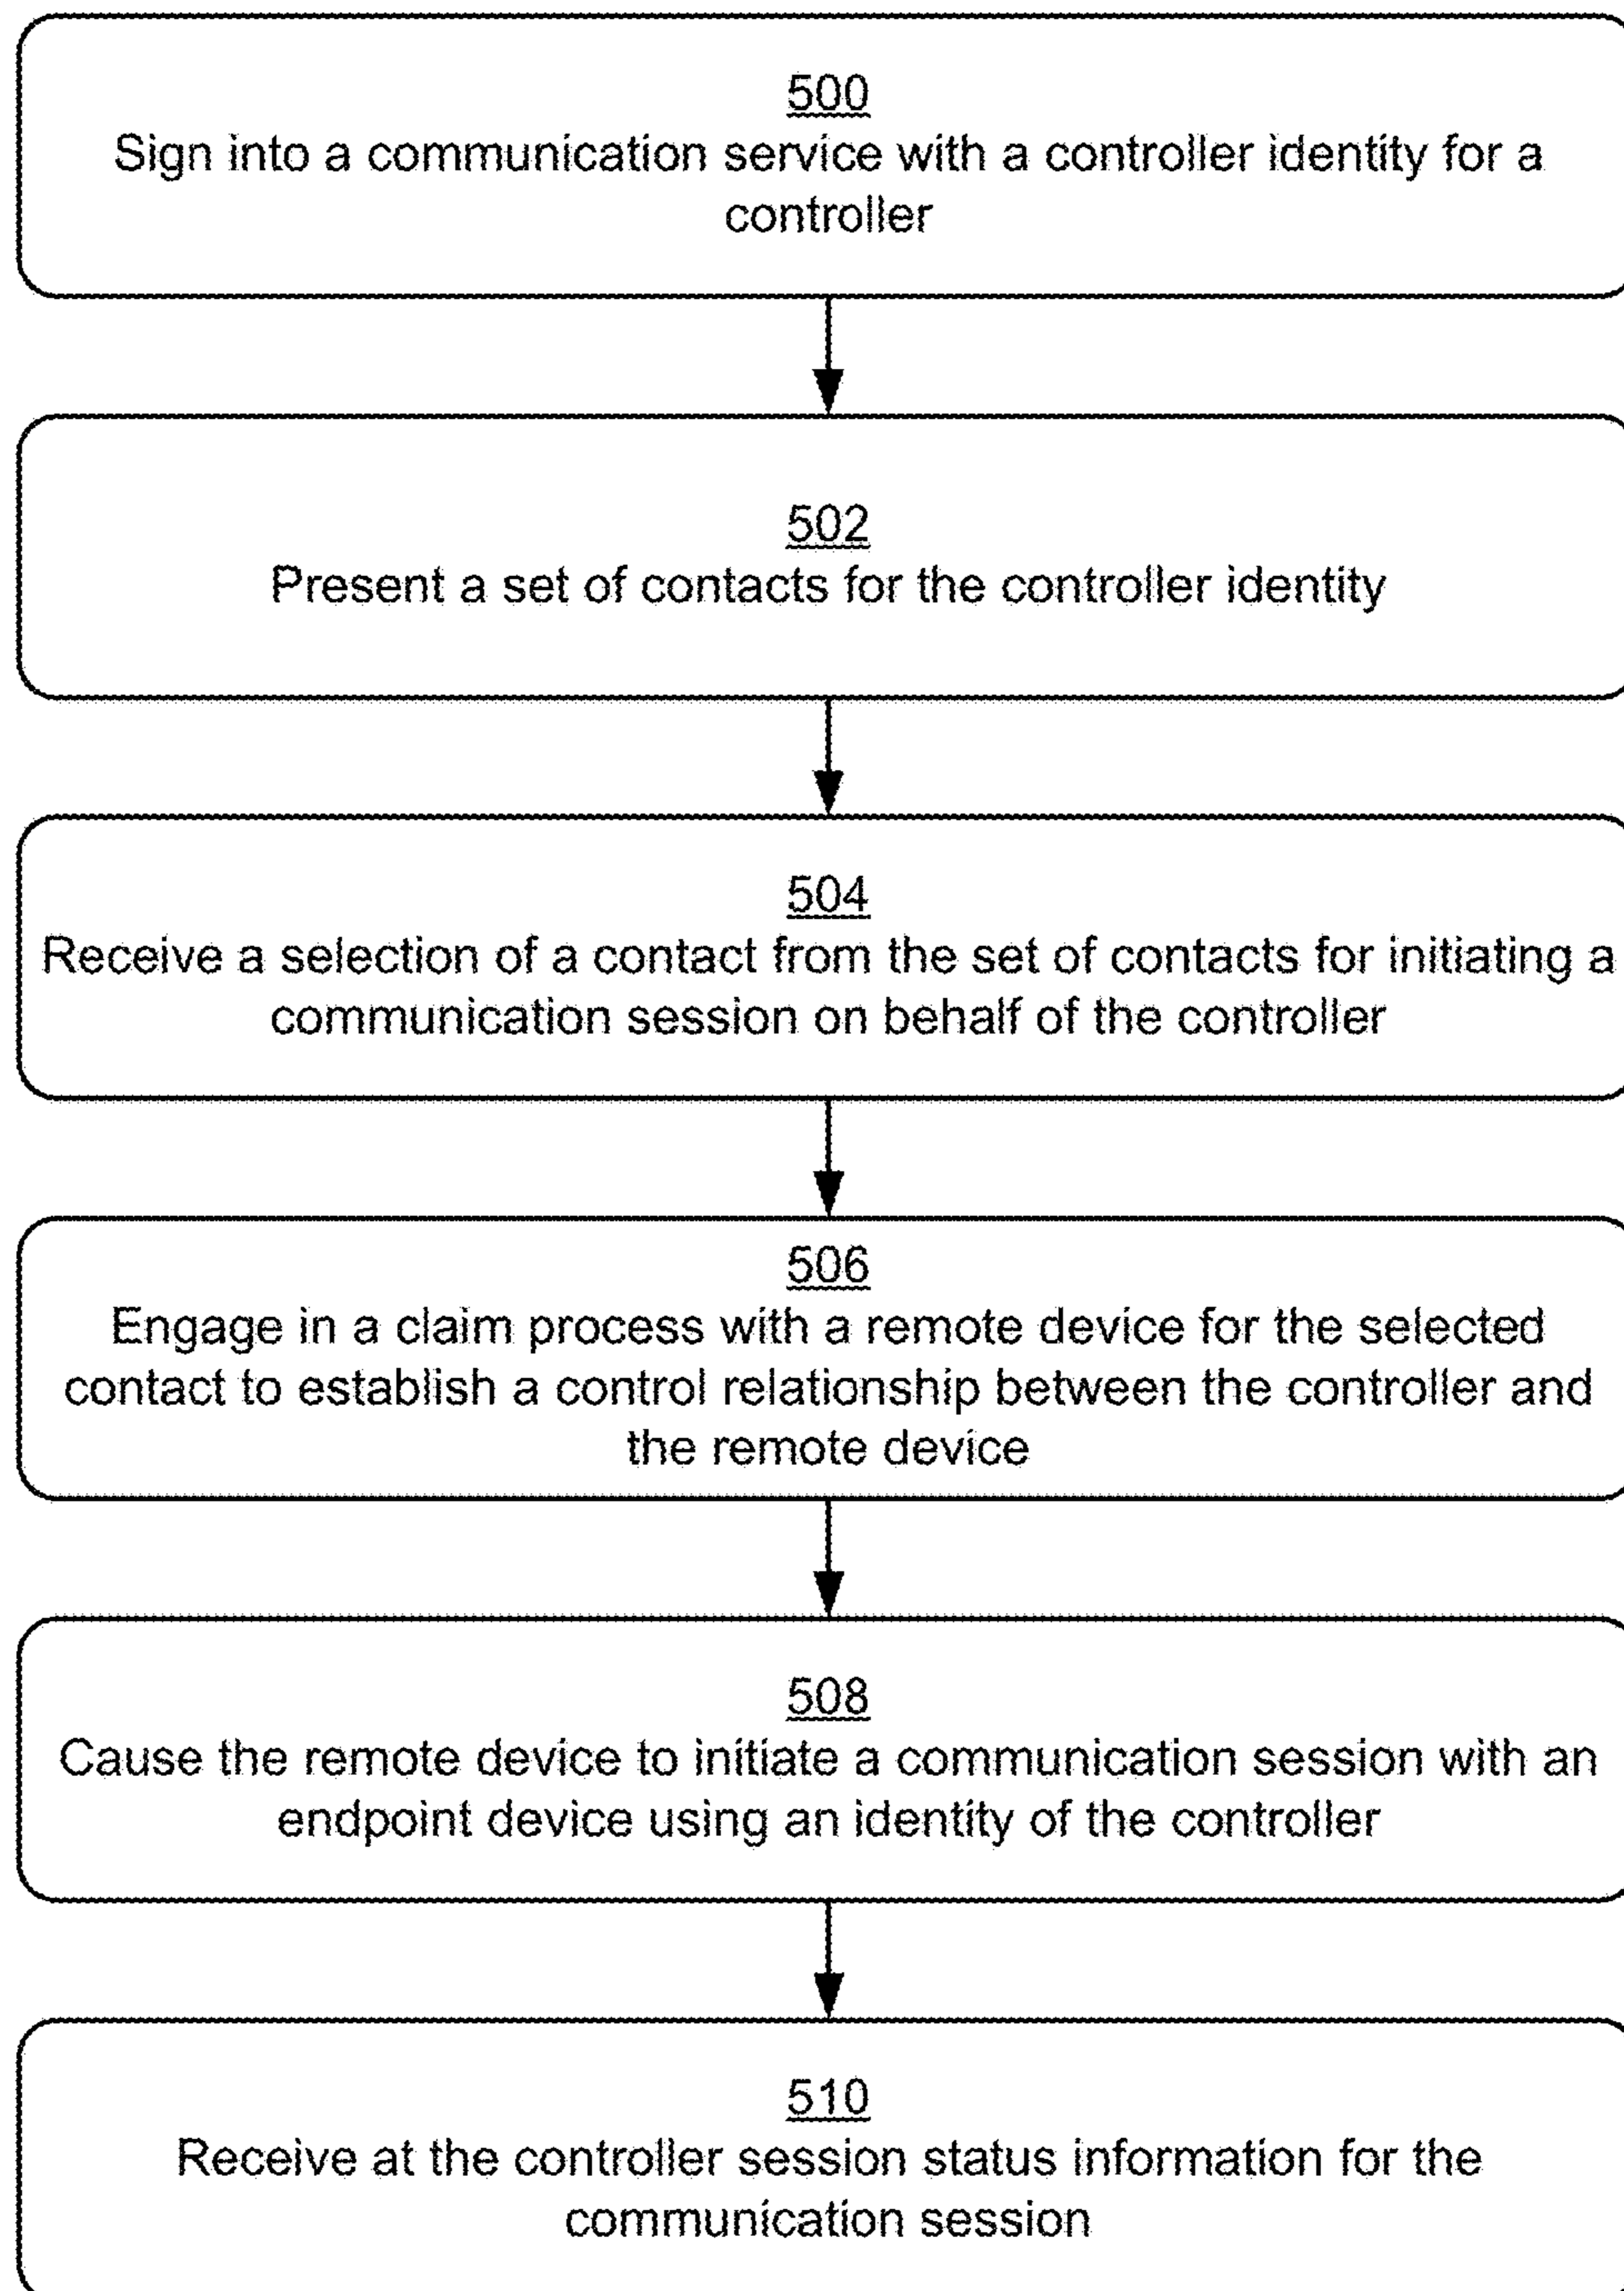 500
Sign into a communication service with a controller identity for a
controller
502
Present a set of contacts for the controller identity
504
Receive a selection of a contact from the set of contacts for initiating a
communication session on behalf of the controller
506
Engage in a claim process with a remote device for the selected
contact to establish a control relationship between the controller and
the remote device
508
Cause the remote device to initiate a communication session with an
endpoint device using an identity of the controller
510
Receive at the controller session status information for the
communication session